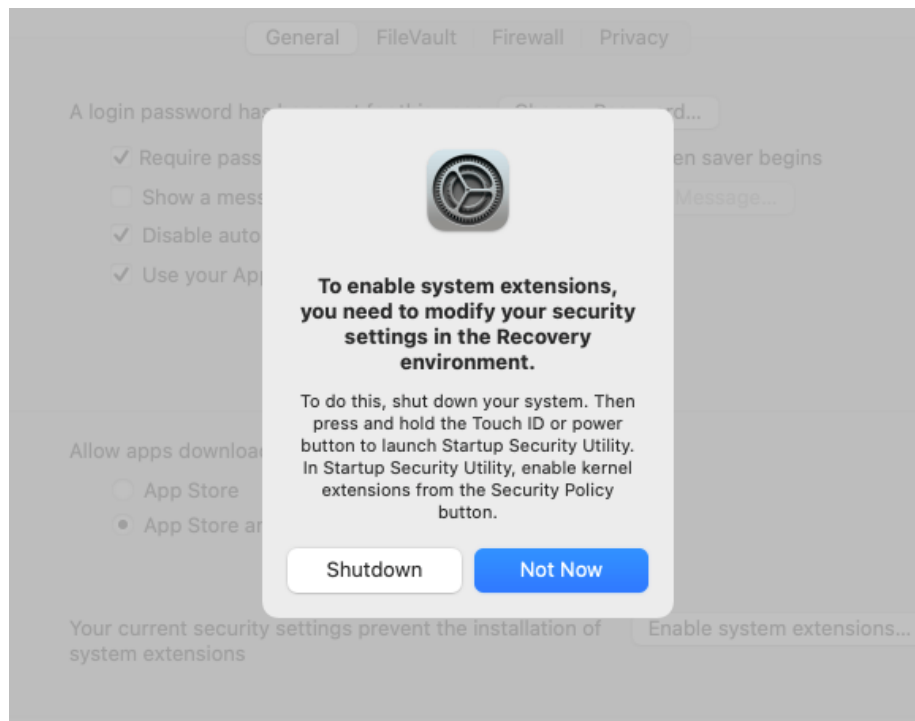 General FileVault Firewall Privacy
A login password has
rd...
Require pass
en saver begins
Show a mess
Message...
Disable auto
Use your Ap
To enable system extensions,
you need to modify your security
settings in the Recovery
environment.
To do this, shut down your system. Then
press and hold the Touch ID or power
button to launch Startup Security Utility.
In Startup Security Utility, enable kernel
extensions from the Security Policy
button.
Shutdown Not Now
Allow apps downloa
App Store
App Store an
Your current security settings prevent the installation of
system extensions
Enable system extensions...